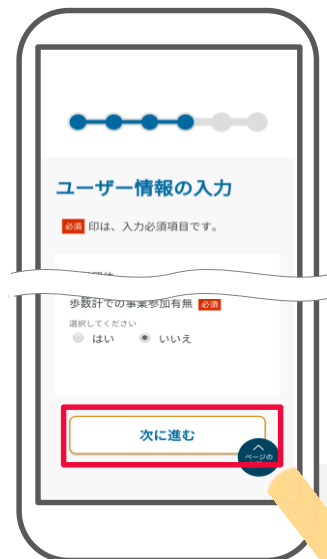 ユーザー情報の入力
必須 印は、入力必須項目です。
歩数計での事業参加有無 必須
選択してください
はい いいえ
次に進む
ページの